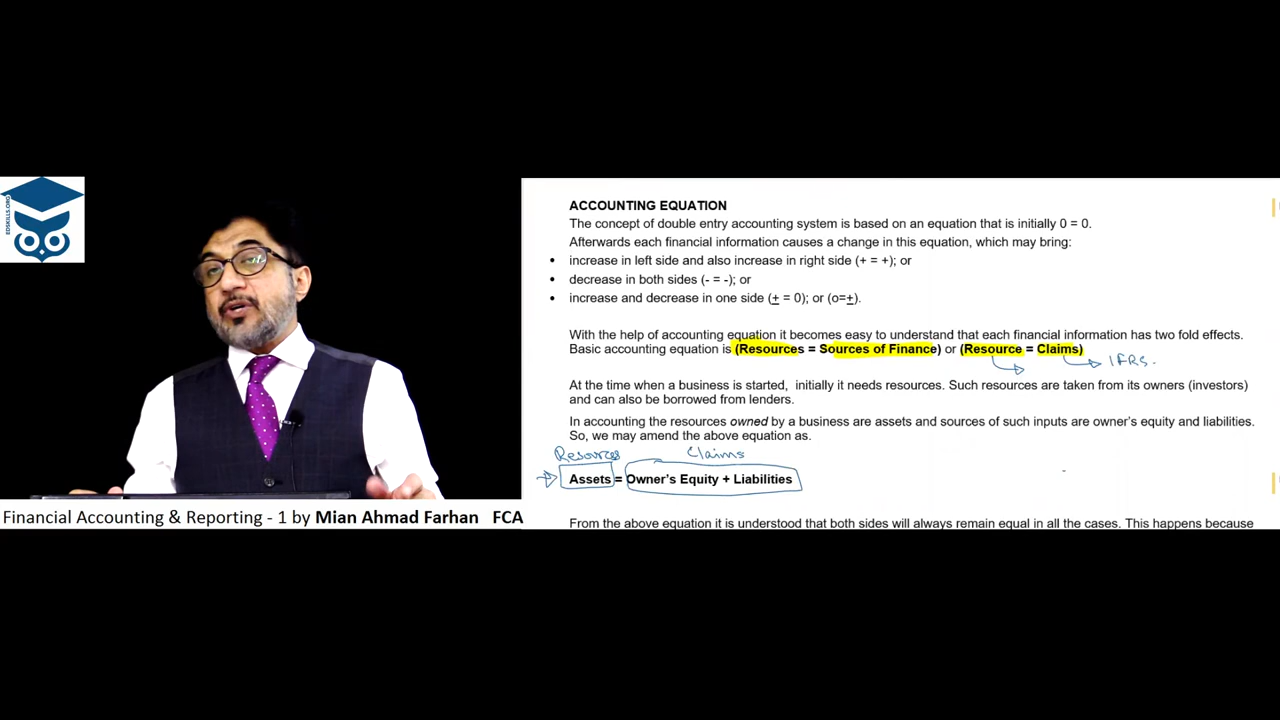 EDSKILLS.ORG
ACCOUNTING EQUATION
The concept of double entry accounting system is based on an equation that is initially 0 = 0.
Afterwards each financial information causes a change in this equation, which may bring:
• increase in left side and also increase in right side (+ = +); or
• decrease in both sides (- = -); or
• increase and decrease in one side (± = 0); or (o=±).
With the help of accounting equation it becomes easy to understand that each financial information has two fold effects.
Basic accounting equation is (Resources = Sources of Finance) or (Resource = Claims)
IFRS.
At the time when a business is started, initially it needs resources. Such resources are taken from its owners (investors)
and can also be borrowed from lenders.
In accounting the resources owned by a business are assets and sources of such inputs are owner's equity and liabilities.
So, we may amend the above equation as.
Resources Claims
Assets = Owner's Equity + Liabilities
From the above equation it is understood that both sides will always remain equal in all the cases. This happens because
Financial Accounting & Reporting - 1 by Mian Ahmad Farhan FCA